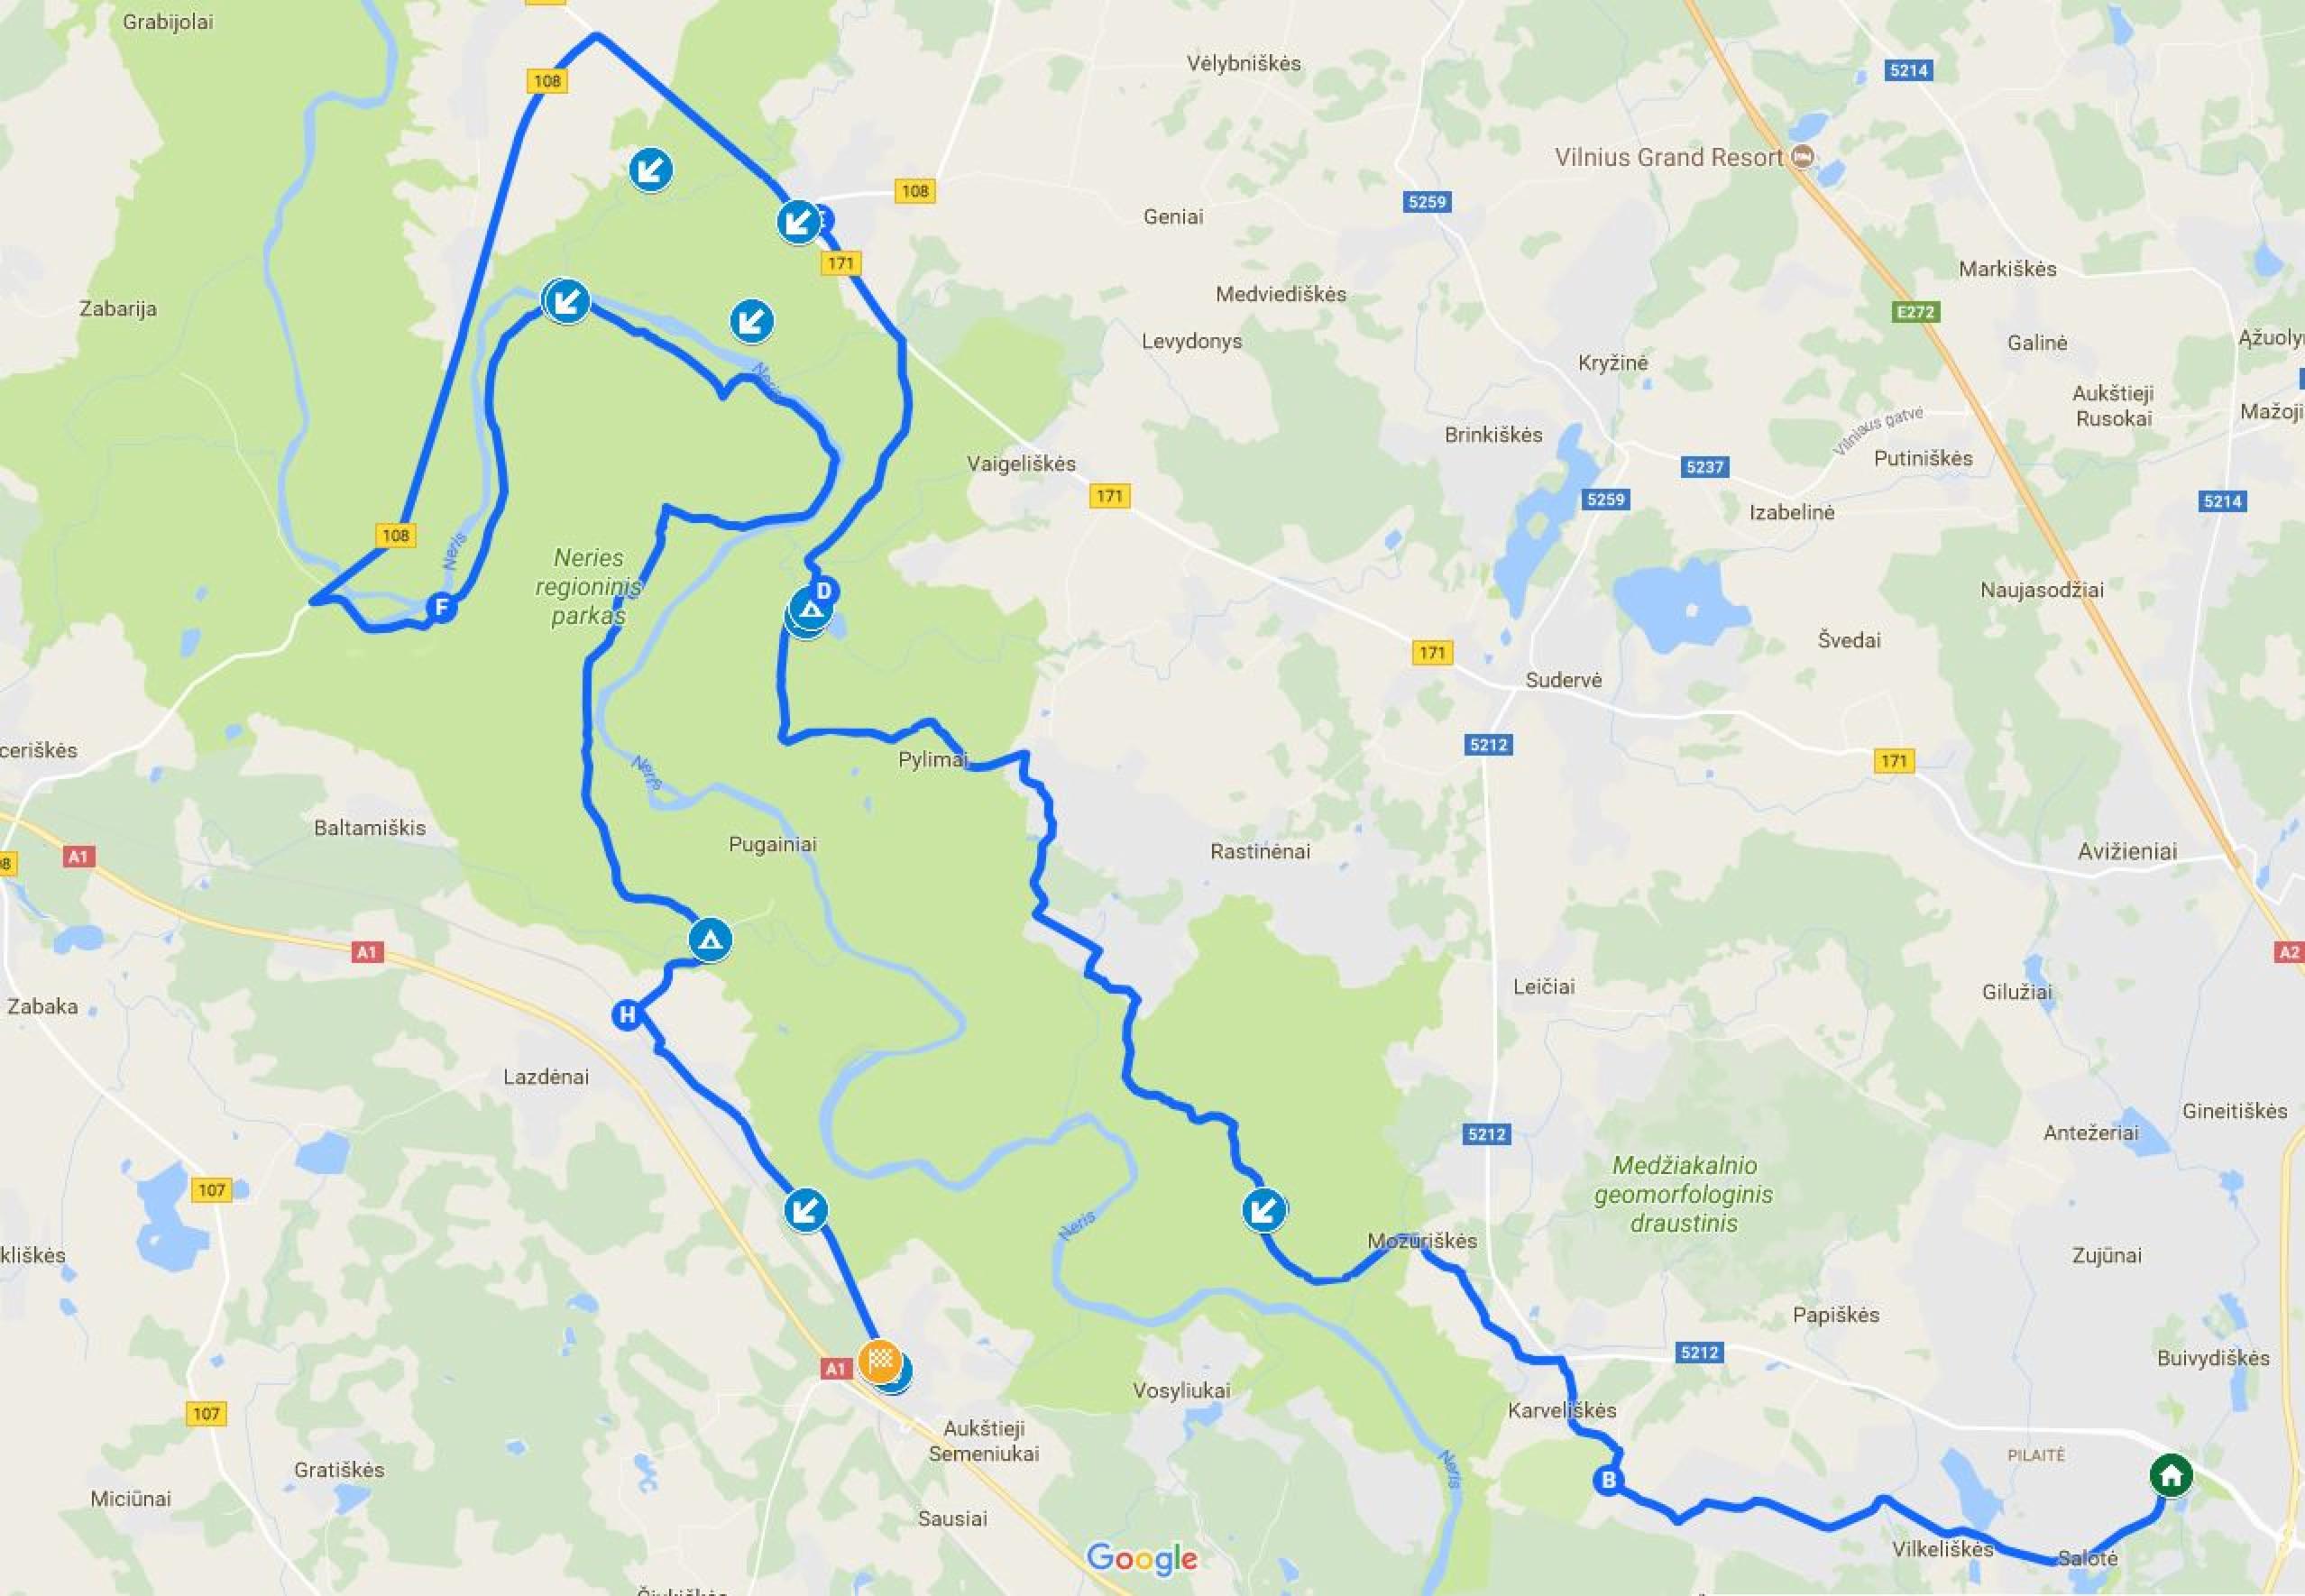 Grabijolai
108
Vėlybniškės
5214
Vilnius Grand Resort
108
5259
Geniai
171
Markiškės
Medviediškės
Zabarija
E272
Levydonys
Galinė
Kryžinė
Aukštieji
Rusokai
Mažoji
Vilniaus gatvė
Neris
Brinkiškės
Putiniškės
Vaigeliškės
5237
171
5259
5214
Izabelinė
108
Neris
Neries
regioninis
parkas
D
F
Naujasodžiai
Švedai
171
Sudervė
ceriškės
5212
Pylimai
171
Neris
Baltamiškis
Pugainiai
Rastinėnai
Avižieniai
A1
A1
A2
Leičiai
Gilužiai
Zabaka
H
Lazdėnai
Gineitiškės
5212
Antežeriai
Medžiakalnio
geomorfologinis
draustinis
107
Neris
Mozūriškės
kliškės
Zujūnai
Papiškės
5212
Buivydiškės
A1
Vosyliukai
Karveliškės
107
Aukštieji
Semeniukai
PILAITĖ
Gratiškės
Neris
B
Miciūnai
Sausiai
Vilkeliškės
Salotė
Google